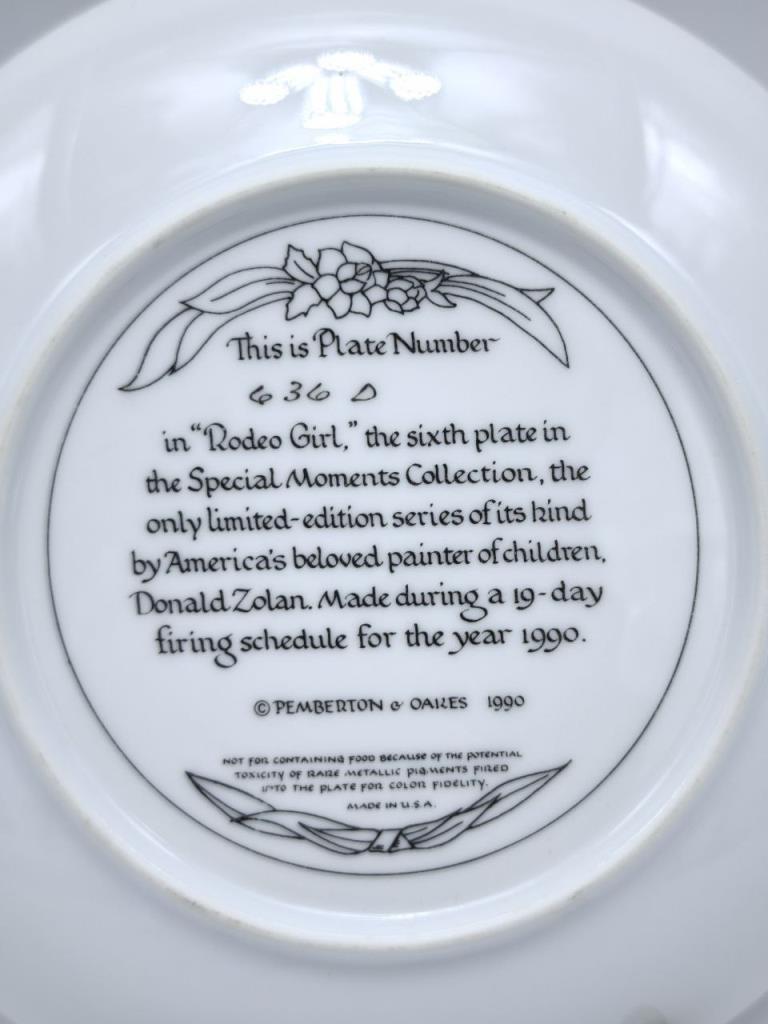 This is Plate Number
636 D
in "Rodeo Girl," the sixth plate in
the Special Moments Collection, the
only limited-edition series of its kind
by America's beloved painter of children,
Donald Zolan. Made during a 19-day
firing schedule for the year 1990.
© PEMBERTON & OAKES 1990
NOT FOR CONTAINING FOOD BECAUSE OF THE POTENTIAL
TOXICITY OF RARE METALLIC PIGMENTS FIRED
INTO THE PLATE FOR COLOR FIDELITY.
MADE IN U.S.A.